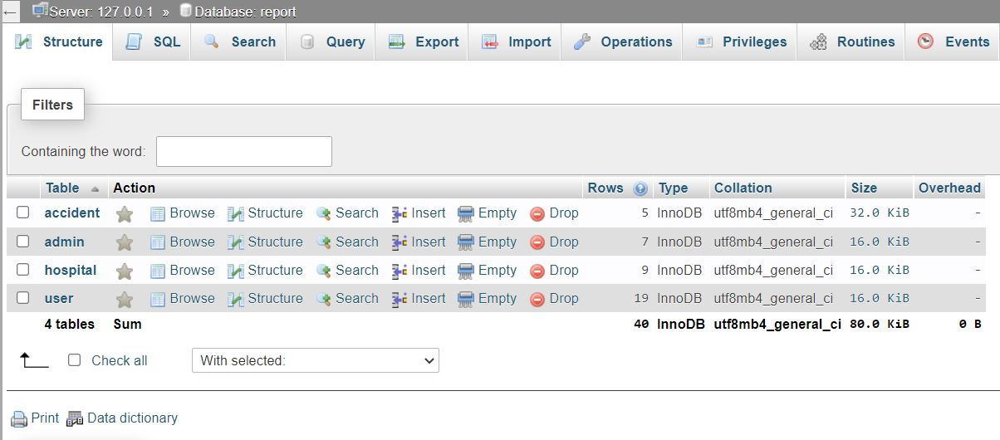 Server: 127.0.0.1 » Database: report
Structure SQL Search Query Export Import Operations Privileges Routines Events
Filters
Containing the word:
Table Action Rows Type Collation Size Overhead
accident Browse Structure Search Insert Empty Drop 5 InnoDB utf8mb4_general_ci 32.0 KiB -
admin Browse Structure Search Insert Empty Drop 7 InnoDB utf8mb4_general_ci 16.0 KiB -
hospital Browse Structure Search Insert Empty Drop 9 InnoDB utf8mb4_general_ci 16.0 KiB -
user Browse Structure Search Insert Empty Drop 19 InnoDB utf8mb4_general_ci 16.0 KiB -
4 tables Sum 40 InnoDB utf8mb4_general_ci 80.0 KiB 0 B
Check all With selected:
Print Data dictionary